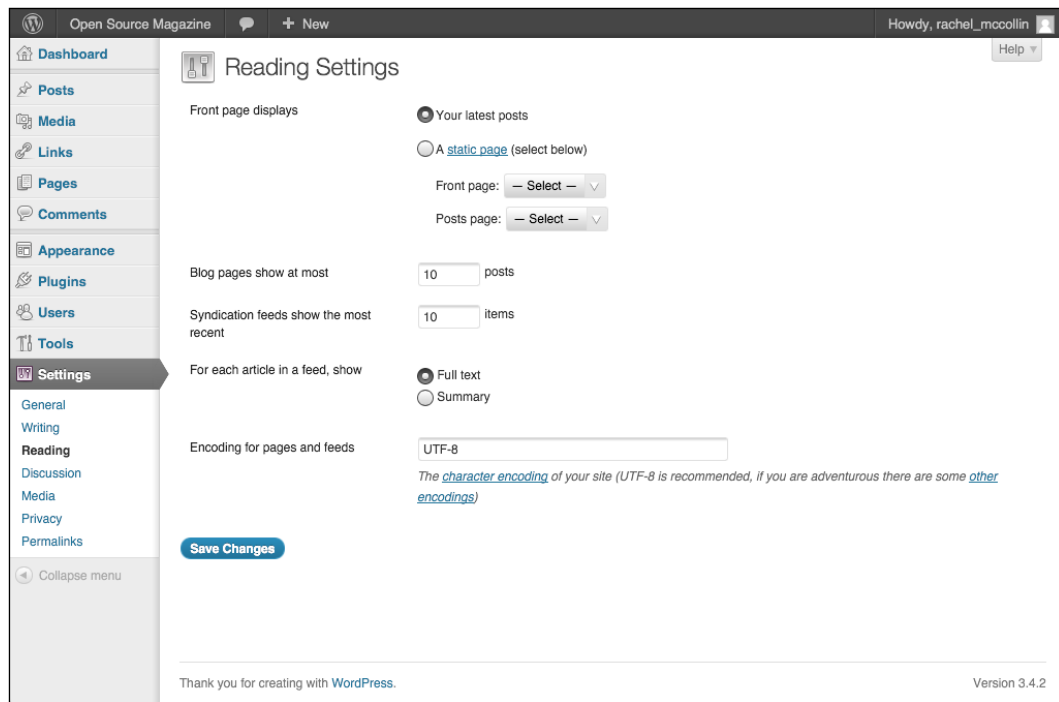 Open Source Magazine + New Howdy, rachel_mccollin
Help
Dashboard
Posts
Media
Links
Pages
Comments
Appearance
Plugins
Users
Tools
Settings
General
Writing
Reading
Discussion
Media
Privacy
Permalinks
Collapse menu
Reading Settings
Front page displays
Your latest posts
A static page (select below)
Front page: — Select —
Posts page: — Select —
Blog pages show at most 10 posts
Syndication feeds show the most
recent
10 items
For each article in a feed, show
Full text
Summary
Encoding for pages and feeds UTF-8
The character encoding of your site (UTF-8 is recommended, if you are adventurous there are some other
encodings)
Save Changes
Thank you for creating with WordPress. Version 3.4.2